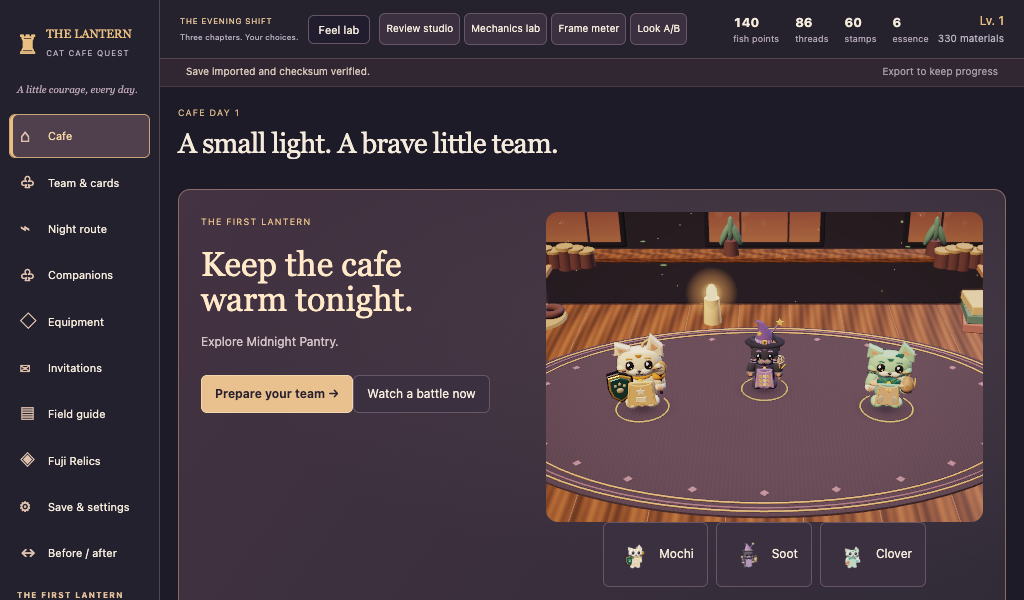 THE LANTERN
CAT CAFE QUEST
A little courage, every day.
Cafe
Team & cards
Night route
Companions
Equipment
Invitations
Field guide
Fuji Relics
Save & settings
Before / after
THE FIRST LANTERN
THE EVENING SHIFT
Three chapters. Your choices.
Feel lab
Review studio
Mechanics lab
Frame meter
Look A/B
140
fish points
86
threads
60
stamps
6
essence
Lv. 1
330 materials
Save imported and checksum verified.
Export to keep progress
CAFE DAY 1
A small light. A brave little team.
THE FIRST LANTERN
Keep the cafe
warm tonight.
Explore Midnight Pantry.
Prepare your team →
Watch a battle now
Mochi
Soot
Clover